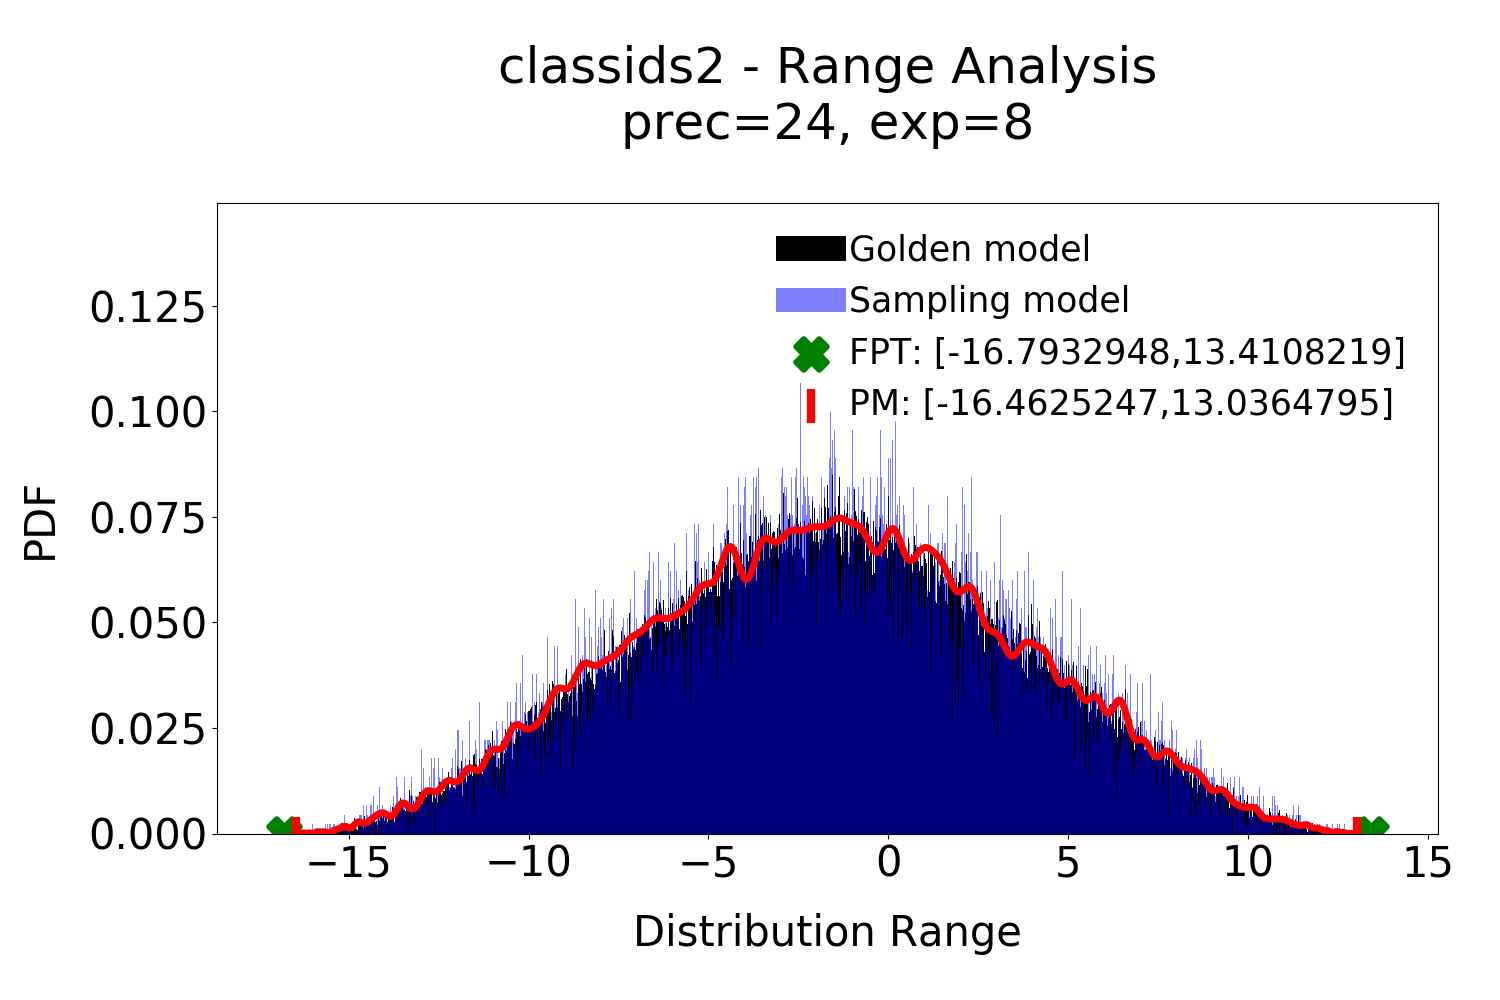 classids2 - Range Analysis
prec=24, exp=8
Golden model
Sampling model
FPT: [-16.7932948,13.4108219]
PM: [-16.4625247,13.0364795]
PDF
0.125
0.100
0.075
0.050
0.025
0.000
−15 −10 −5 0 5 10 15
Distribution Range